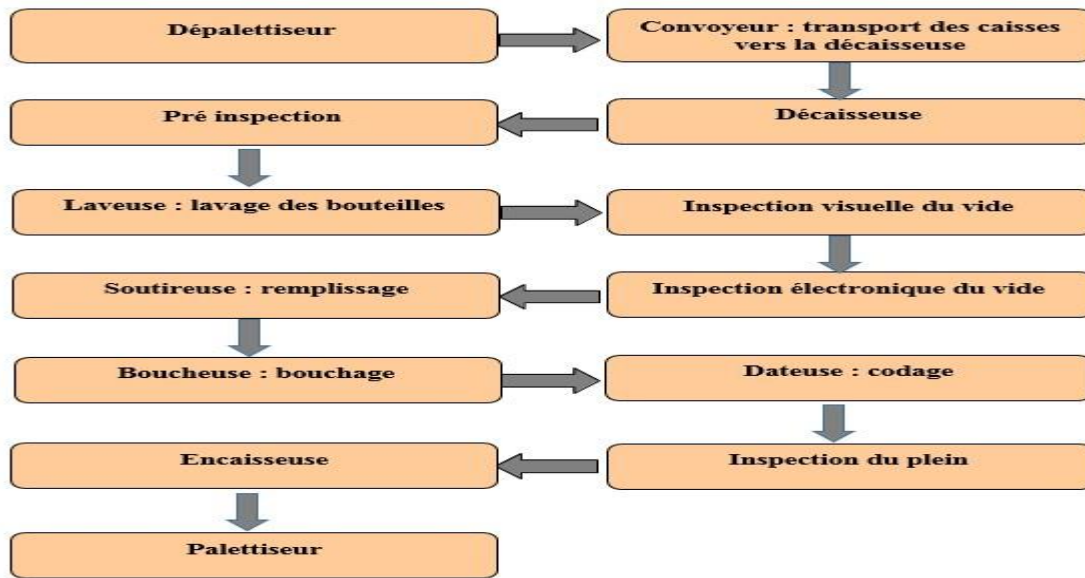 Dépalettiseur
Convoyeur : transport des caisses
vers la décaisseuse
Décaisseuse
Pré inspection
Laveuse : lavage des bouteilles
Inspection visuelle du vide
Inspection électronique du vide
Soutireuse : remplissage
Boucheuse : bouchage
Dateuse : codage
Inspection du plein
Encaisseuse
Palettiseur